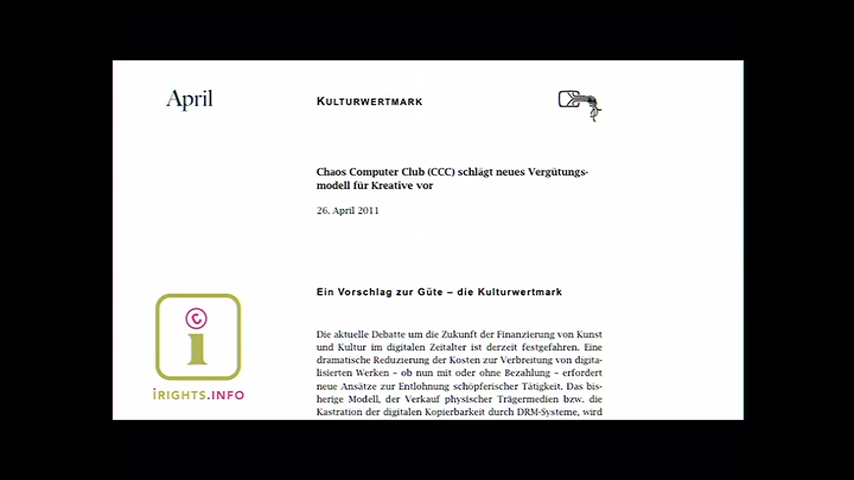 April
KULTURWERTMARK
Chaos Computer Club (CCC) schlägt neues Vergütungs-
modell für Kreative vor
26. April 2011
Ein Vorschlag zur Güte – die Kulturwertmark
Die aktuelle Debatte um die Zukunft der Finanzierung von Kunst
und Kultur im digitalen Zeitalter ist derzeit festgefahren. Eine
dramatische Reduzierung der Kosten zur Verbreitung von digita-
lisierten Werken – ob nun mit oder ohne Bezahlung – erfordert
neue Ansätze zur Entlohnung schöpferischer Tätigkeit. Das bis-
herige Modell, der Verkauf physischer Trägermedien bzw. die
Kastration der digitalen Kopierbarkeit durch DRM-Systeme, wird
©
i
iRIGHTS.INFO